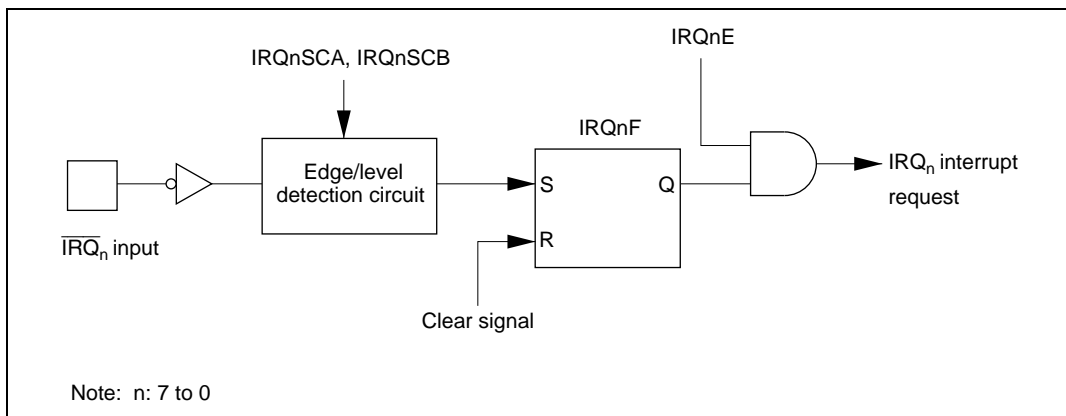 IRQnE
IRQnSCA, IRQnSCB
IRQnF
Edge/level
detection circuit
S
Q
R
IRQn interrupt
request
IRQn input
Clear signal
Note: n: 7 to 0